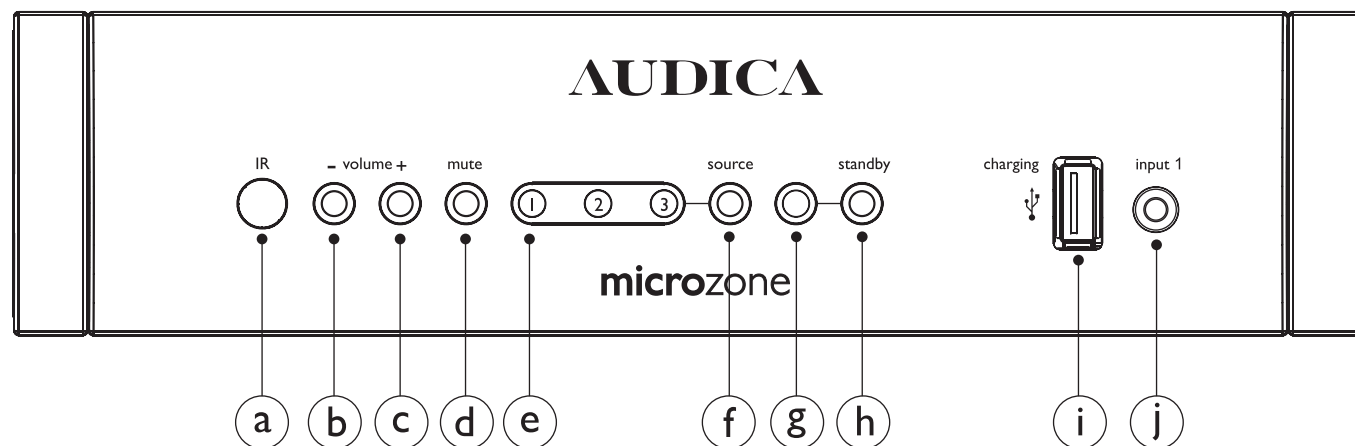 AUDICA
IR - volume + mute source standby charging input 1
1 2 3
microzone
a b c d e f g h i j